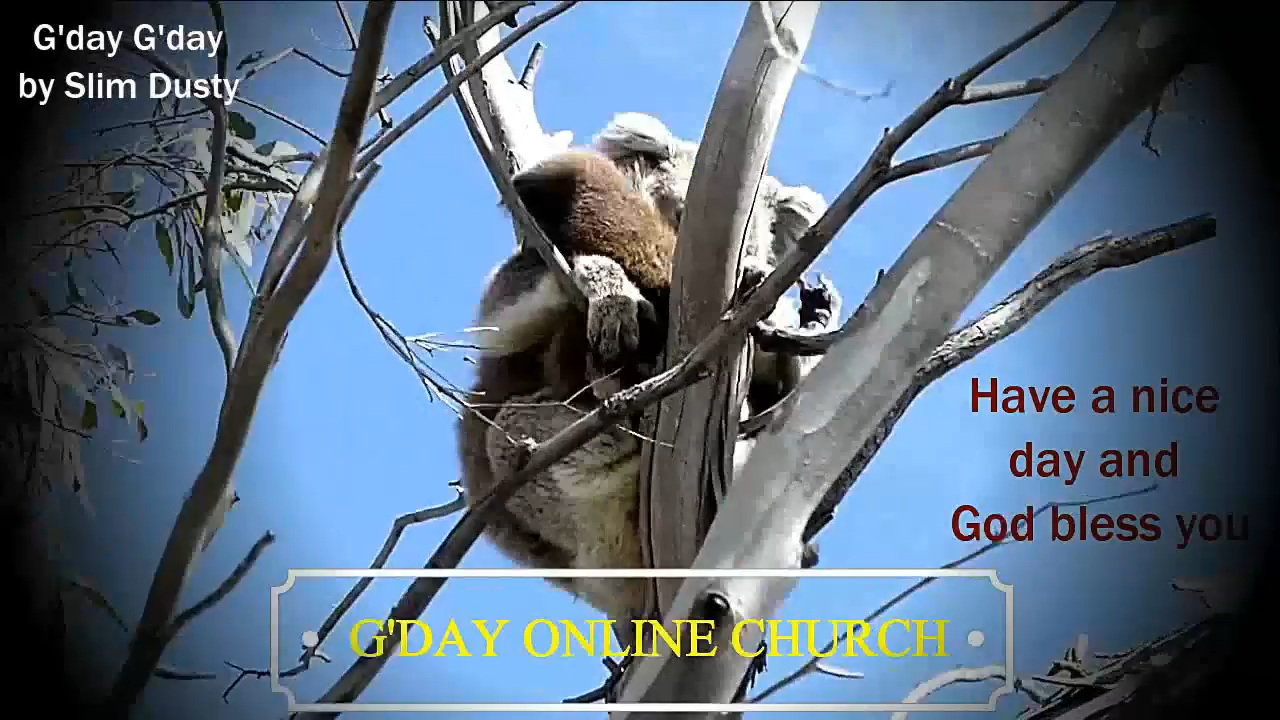 G'day G'day
by Slim Dusty
Have a nice
day and
God bless you
G'DAY ONLINE CHURCH